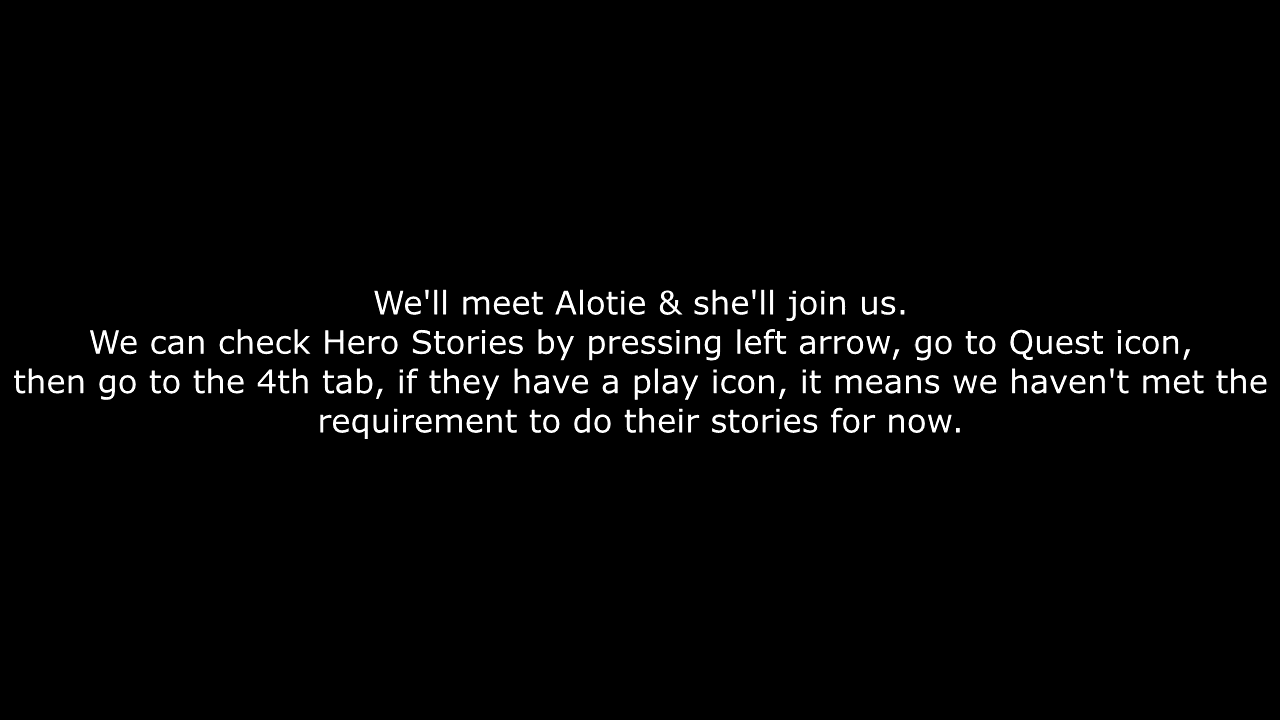 We'll meet Alotie & she'll join us.
We can check Hero Stories by pressing left arrow, go to Quest icon,
then go to the 4th tab, if they have a play icon, it means we haven't met the
requirement to do their stories for now.